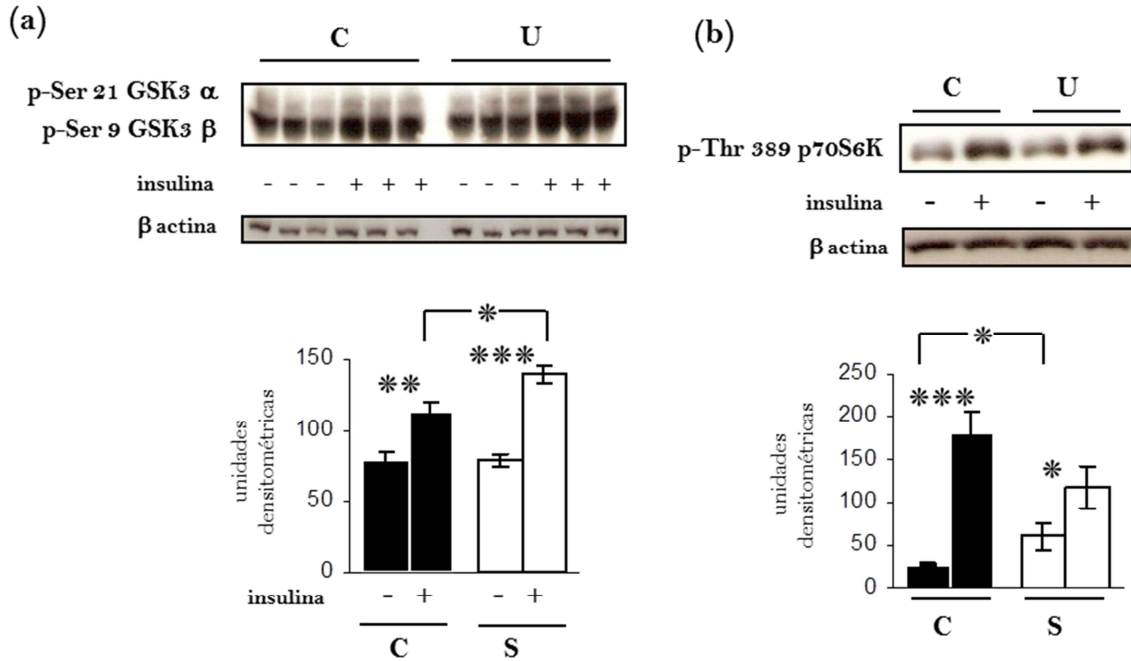 (a)
C U
p-Ser 21 GSK3 α
p-Ser 9 GSK3 β
insulina - - - + + + - - - + + +
β actina
*
** ***
150
100
50
0
unidades
densitométricas
insulina - + - +
C S
(b)
C U
p-Thr 389 p70S6K
insulina - + - +
β actina
*
*** *
250
200
150
100
50
0
unidades
densitométricas
C S